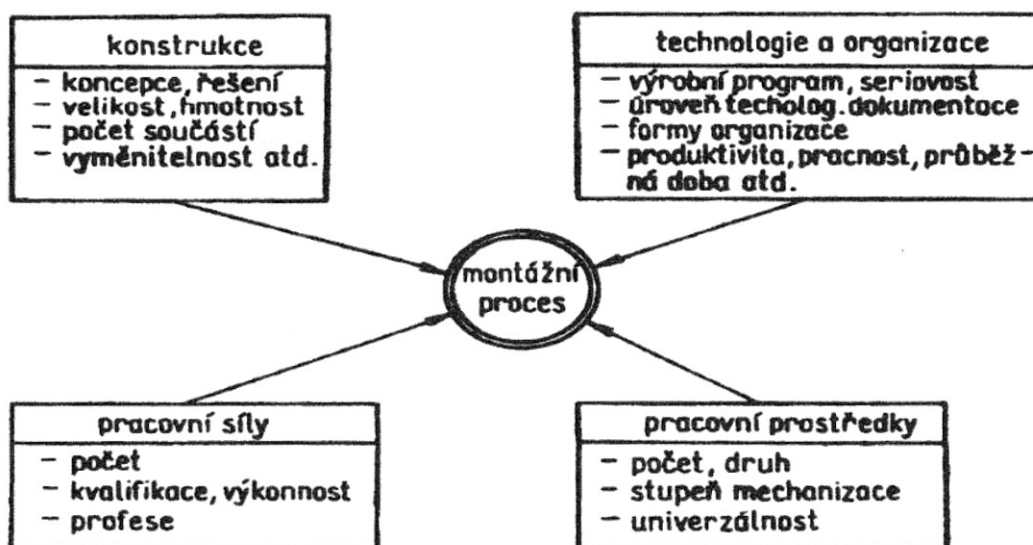 konstrukce
– koncepce, řešení
– velikost, hmotnost
– počet součástí
– vyměnitelnost atd.
technologie a organizace
– výrobní program, seriovost
– úroveň techolog. dokumentace
– formy organizace
– produktivita, pracnost, průběž–
ná doba atd.
montážní
proces
pracovní síly
– počet
– kvalifikace, výkonnost
– profese
pracovní prostředky
– počet, druh
– stupeň mechanizace
– univerzálnost